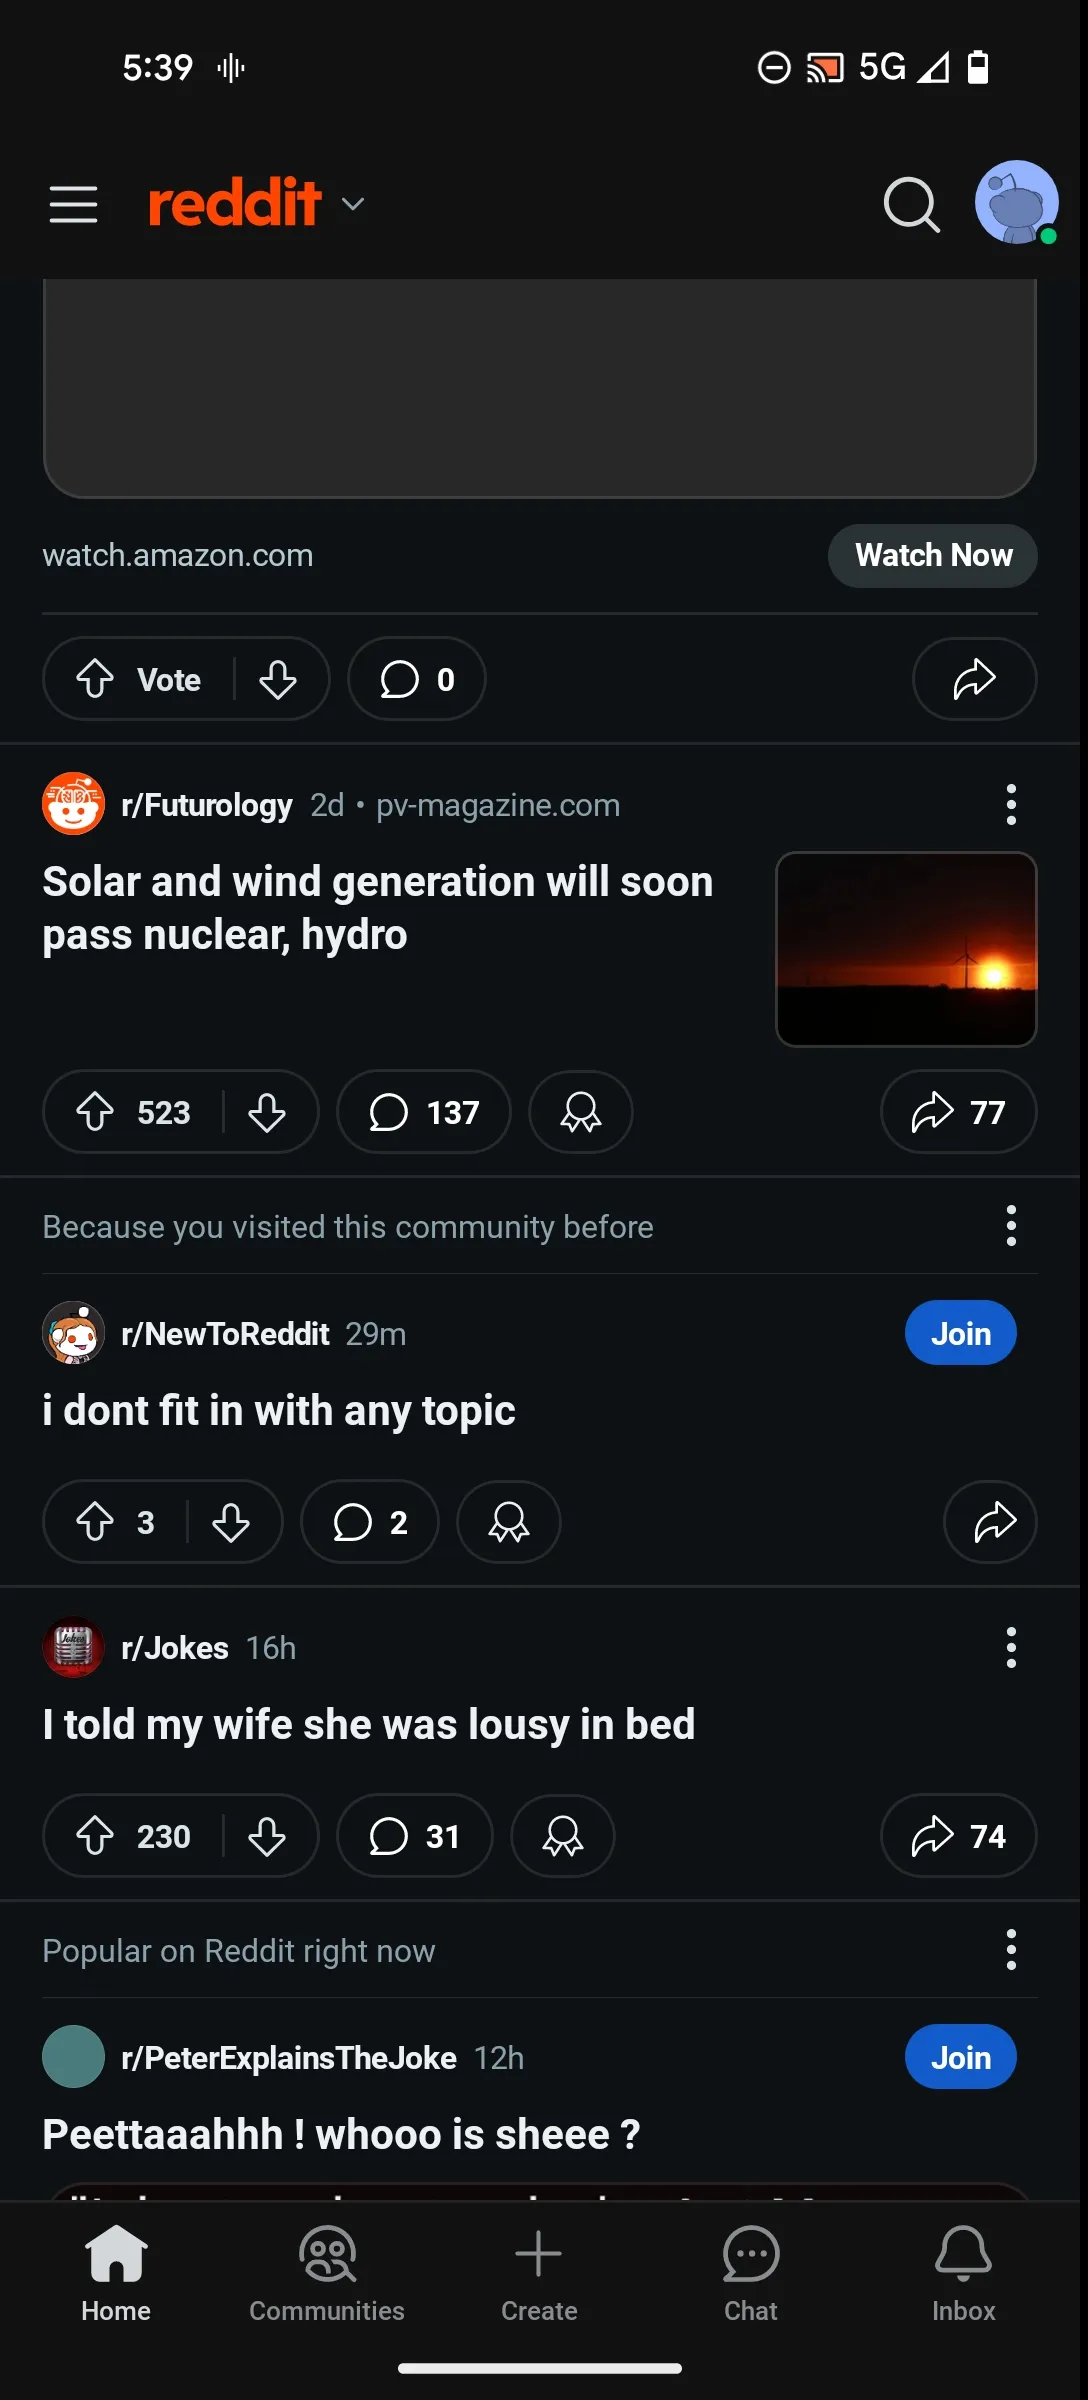 5:39
5G
reddit
watch.amazon.com
Watch Now
Vote
0
r/Futurology 2d • pv-magazine.com
Solar and wind generation will soon
pass nuclear, hydro
523
137
77
Because you visited this community before
r/NewToReddit 29m
Join
i dont fit in with any topic
3
2
r/Jokes 16h
I told my wife she was lousy in bed
230
31
74
Popular on Reddit right now
r/PeterExplainsTheJoke 12h
Join
Peettaaahhh ! whooo is sheee ?
Home
Communities
Create
Chat
Inbox